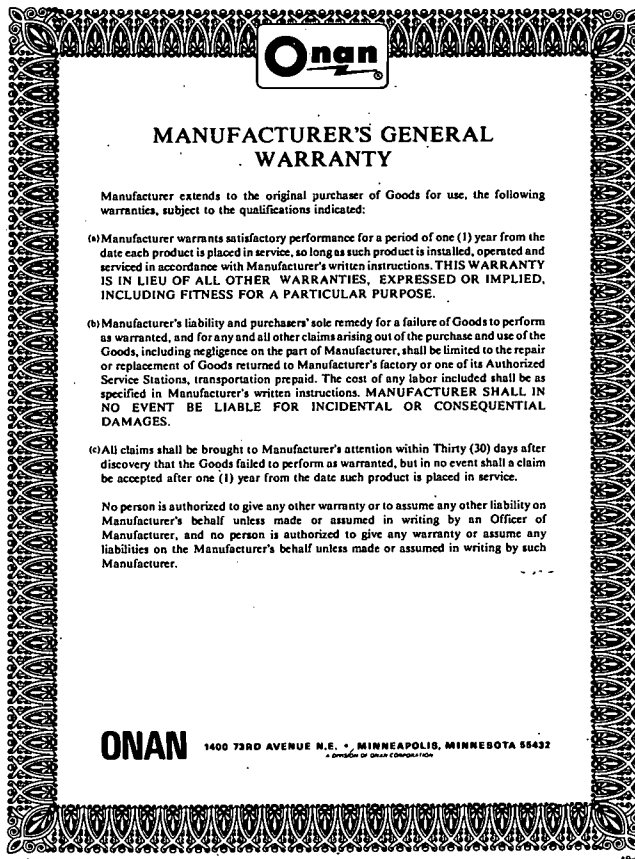 Onan
MANUFACTURER'S GENERAL
WARRANTY
Manufacturer extends to the original purchaser of Goods for use, the following
warranties, subject to the qualifications indicated:
(a) Manufacturer warrants satisfactory performance for a period of one (1) year from the
date each product is placed in service, so long as such product is installed, operated and
serviced in accordance with Manufacturer's written instructions. THIS WARRANTY
IS IN LIEU OF ALL OTHER WARRANTIES, EXPRESSED OR IMPLIED,
INCLUDING FITNESS FOR A PARTICULAR PURPOSE.
(b) Manufacturer's liability and purchasers' sole remedy for a failure of Goods to perform
as warranted, and for any and all other claims arising out of the purchase and use of the
Goods, including negligence on the part of Manufacturer, shall be limited to the repair
or replacement of Goods returned to Manufacturer's factory or one of its Authorized
Service Stations, transportation prepaid. The cost of any labor included shall be as
specified in Manufacturer's written instructions. MANUFACTURER SHALL IN
NO EVENT BE LIABLE FOR INCIDENTAL OR CONSEQUENTIAL
DAMAGES.
(c) All claims shall be brought to Manufacturer's attention within Thirty (30) days after
discovery that the Goods failed to perform as warranted, but in no event shall a claim
be accepted after one (1) year from the date such product is placed in service.
No person is authorized to give any other warranty or to assume any other liability on
Manufacturer's behalf unless made or assumed in writing by an Officer of
Manufacturer, and no person is authorized to give any warranty or assume any
liabilities on the Manufacturer's behalf unless made or assumed in writing by such
Manufacturer.
ONAN 1400 73RD AVENUE N.E. • MINNEAPOLIS, MINNESOTA 55432
A DIVISION OF ONAN CORPORATION